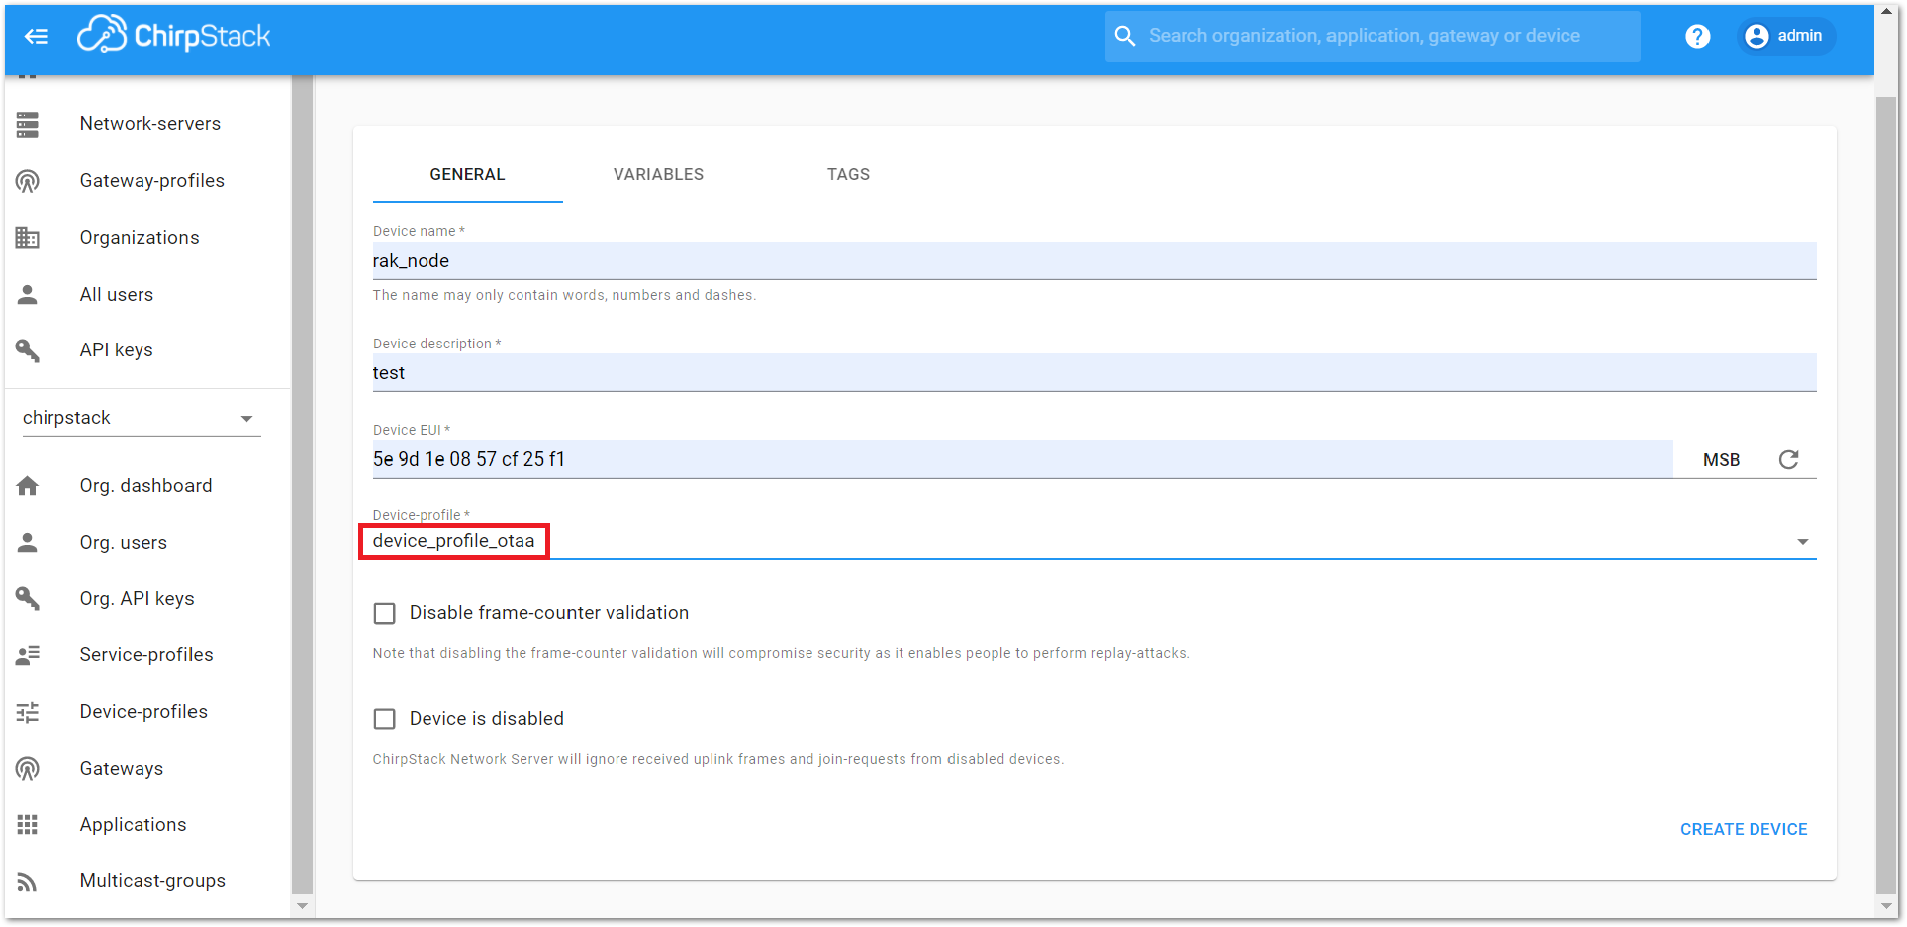 ChirpStack
Search organization, application, gateway or device
?
admin
Network-servers
Gateway-profiles
Organizations
All users
API keys
chirpstack
Org. dashboard
Org. users
Org. API keys
Service-profiles
Device-profiles
Gateways
Applications
Multicast-groups
GENERAL
VARIABLES
TAGS
Device name *
rak_node
The name may only contain words, numbers and dashes.
Device description *
test
Device EUI *
5e 9d 1e 08 57 cf 25 f1
MSB
Device-profile *
device_profile_otaa
Disable frame-counter validation
Note that disabling the frame-counter validation will compromise security as it enables people to perform replay-attacks.
Device is disabled
ChirpStack Network Server will ignore received uplink frames and join-requests from disabled devices.
CREATE DEVICE